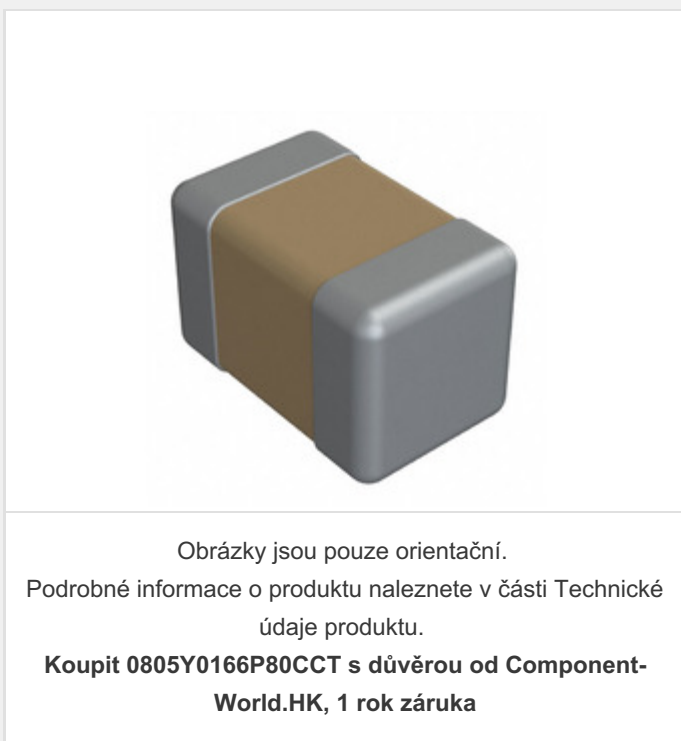 Obrázky jsou pouze orientační.
Podrobné informace o produktu naleznete v části Technické
údaje produktu.
Koupit 0805Y0166P80CCT s důvěrou od Component-
World.HK, 1 rok záruka